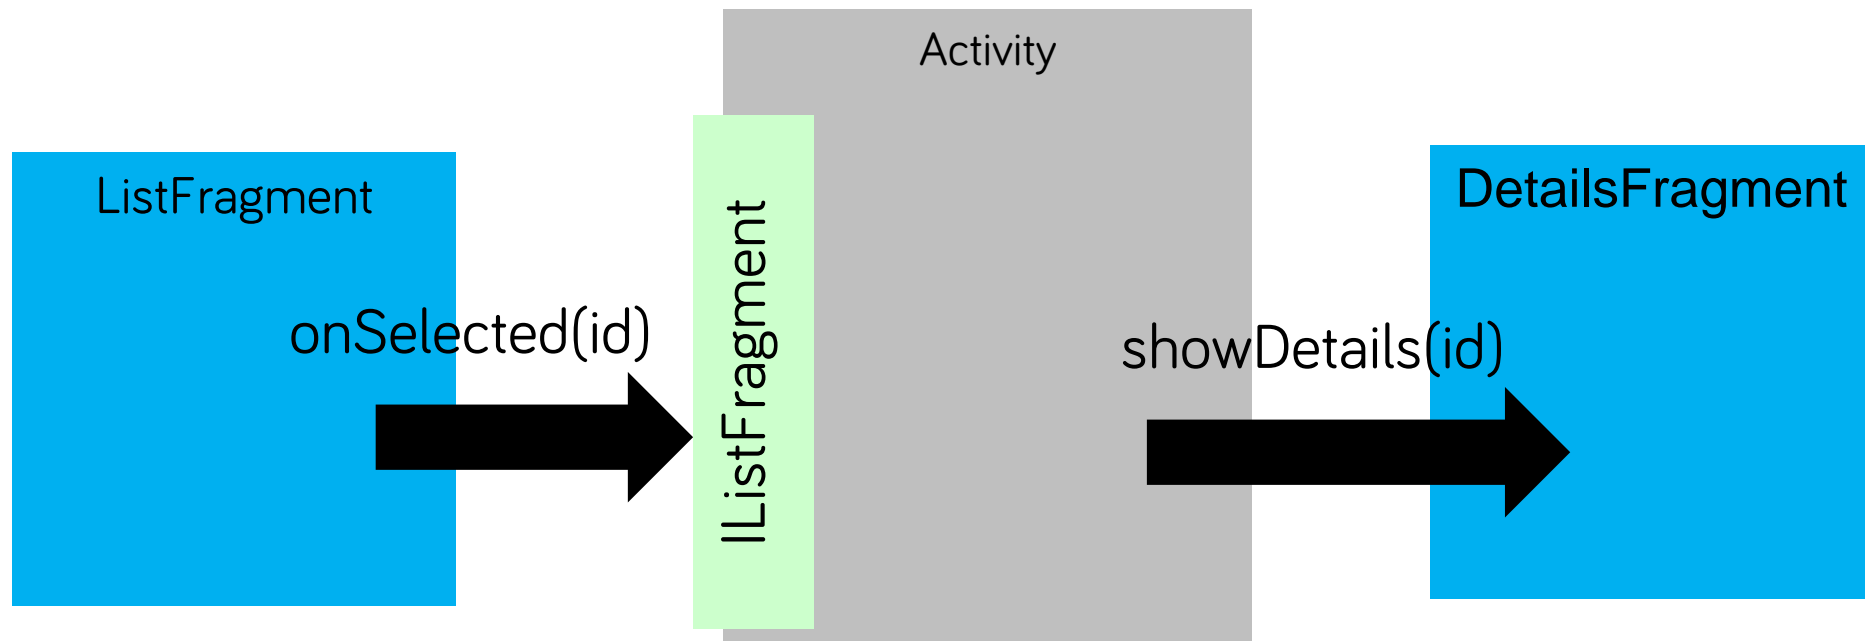 Activity
ListFragment
DetailsFragment
IListFragment
onSelected(id)
showDetails(id)